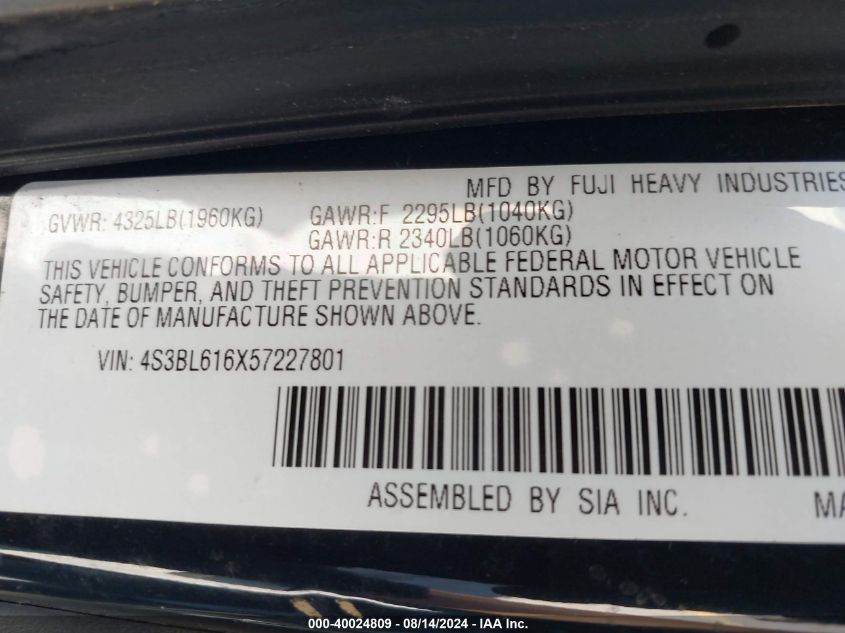 MFD BY FUJI HEAVY INDUSTRIES
GVWR: 4325LB(1960KG) GAWR:F 2295LB(1040KG)
GAWR:R 2340LB(1060KG)
THIS VEHICLE CONFORMS TO ALL APPLICABLE FEDERAL MOTOR VEHICLE
SAFETY, BUMPER, AND THEFT PREVENTION STANDARDS IN EFFECT ON
THE DATE OF MANUFACTURE SHOWN ABOVE.
VIN: 4S3BL616X57227801
ASSEMBLED BY SIA INC.
000-40024809 - 08/14/2024 - IAA Inc.